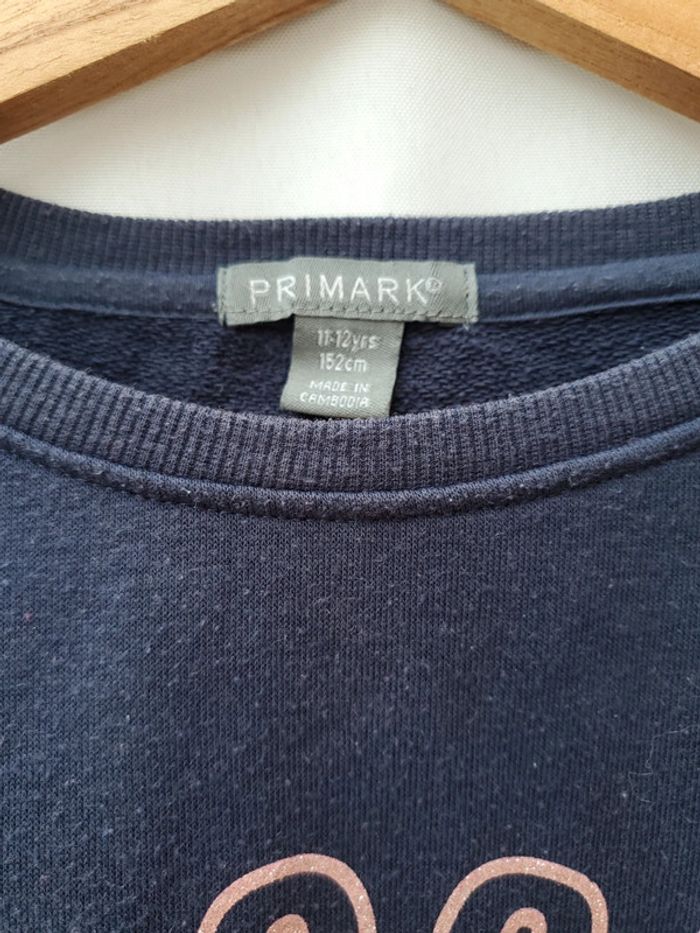 PRIMARK®
11-12yrs
152cm
MADE IN
CAMBODIA